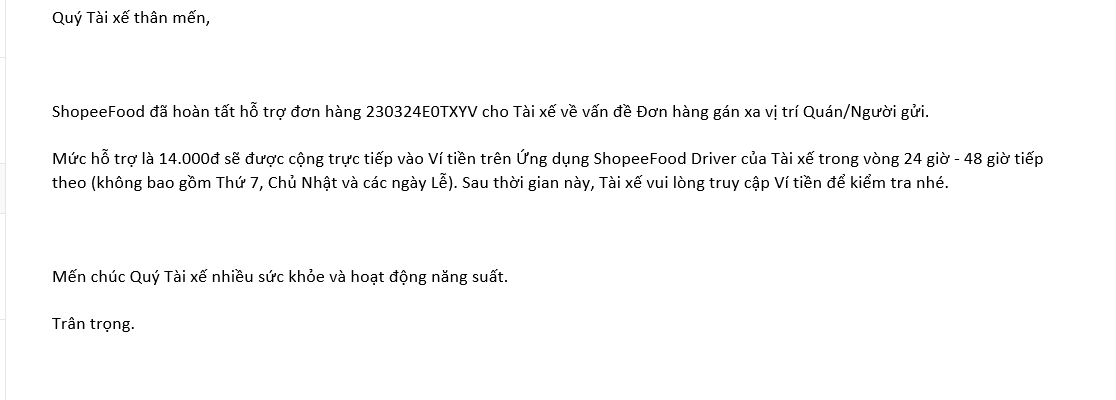 Quý Tài xế thân mến,
ShopeeFood đã hoàn tất hỗ trợ đơn hàng 230324E0TXYV cho Tài xế về vấn đề Đơn hàng gán xa vị trí Quán/Người gửi.
Mức hỗ trợ là 14.000đ sẽ được cộng trực tiếp vào Ví tiền trên Ứng dụng ShopeeFood Driver của Tài xế trong vòng 24 giờ - 48 giờ tiếp
theo (không bao gồm Thứ 7, Chủ Nhật và các ngày Lễ). Sau thời gian này, Tài xế vui lòng truy cập Ví tiền để kiểm tra nhé.
Mến chúc Quý Tài xế nhiều sức khỏe và hoạt động năng suất.
Trân trọng.